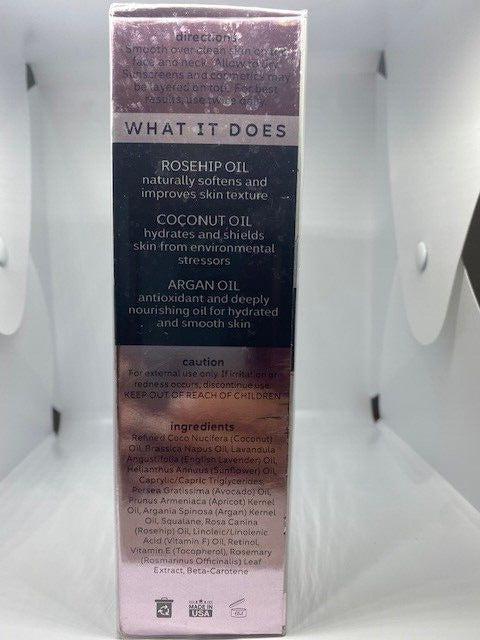 directions
Smooth over clean skin on the
face and neck. Allow to dry.
Sunscreens and cosmetics may
be layered on top. For best
results, use twice daily.
WHAT IT DOES
ROSEHIP OIL
naturally softens and
improves skin texture
COCONUT OIL
hydrates and shields
skin from environmental
stressors
ARGAN OIL
antioxidant and deeply
nourishing oil for hydrated
and smooth skin
caution
For external use only. If irritation or
redness occurs, discontinue use.
KEEP OUT OF REACH OF CHILDREN
ingredients
Refined Coco Nucifera (Coconut)
Oil, Brassica Napus Oil, Lavandula
Angustifolia (English Lavender) Oil,
Helianthus Annuus (Sunflower) Oil,
Caprylic/Capric Triglycerides,
Persea Gratissima (Avocado) Oil,
Prunus Armeniaca (Apricot) Kernel
Oil, Argania Spinosa (Argan) Kernel
Oil, Squalane, Rosa Canina
(Rosehip) Oil, Linoleic/Linolenic
Acid (Vitamin F) Oil, Retinol,
Vitamin E (Tocopherol), Rosemary
(Rosmarinus Officinalis) Leaf
Extract, Beta-Carotene
MADE IN
USA